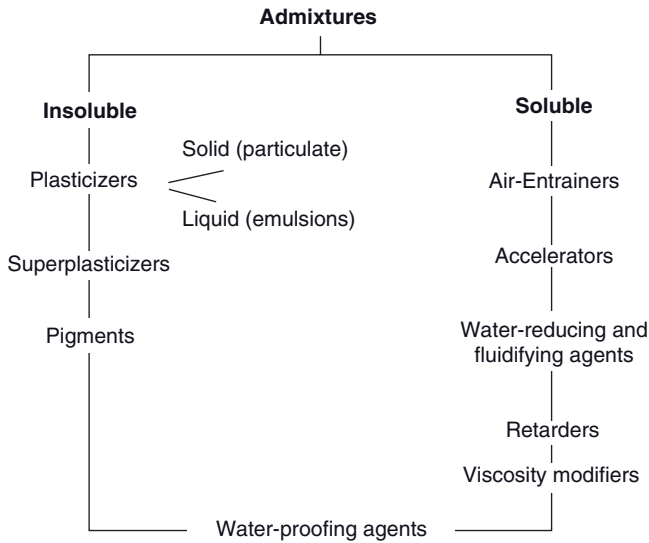 Admixtures
Insoluble
Soluble
Solid (particulate)
Plasticizers
Liquid (emulsions)
Air-Entrainers
Superplasticizers
Accelerators
Pigments
Water-reducing and
fluidifying agents
Retarders
Viscosity modifiers
Water-proofing agents